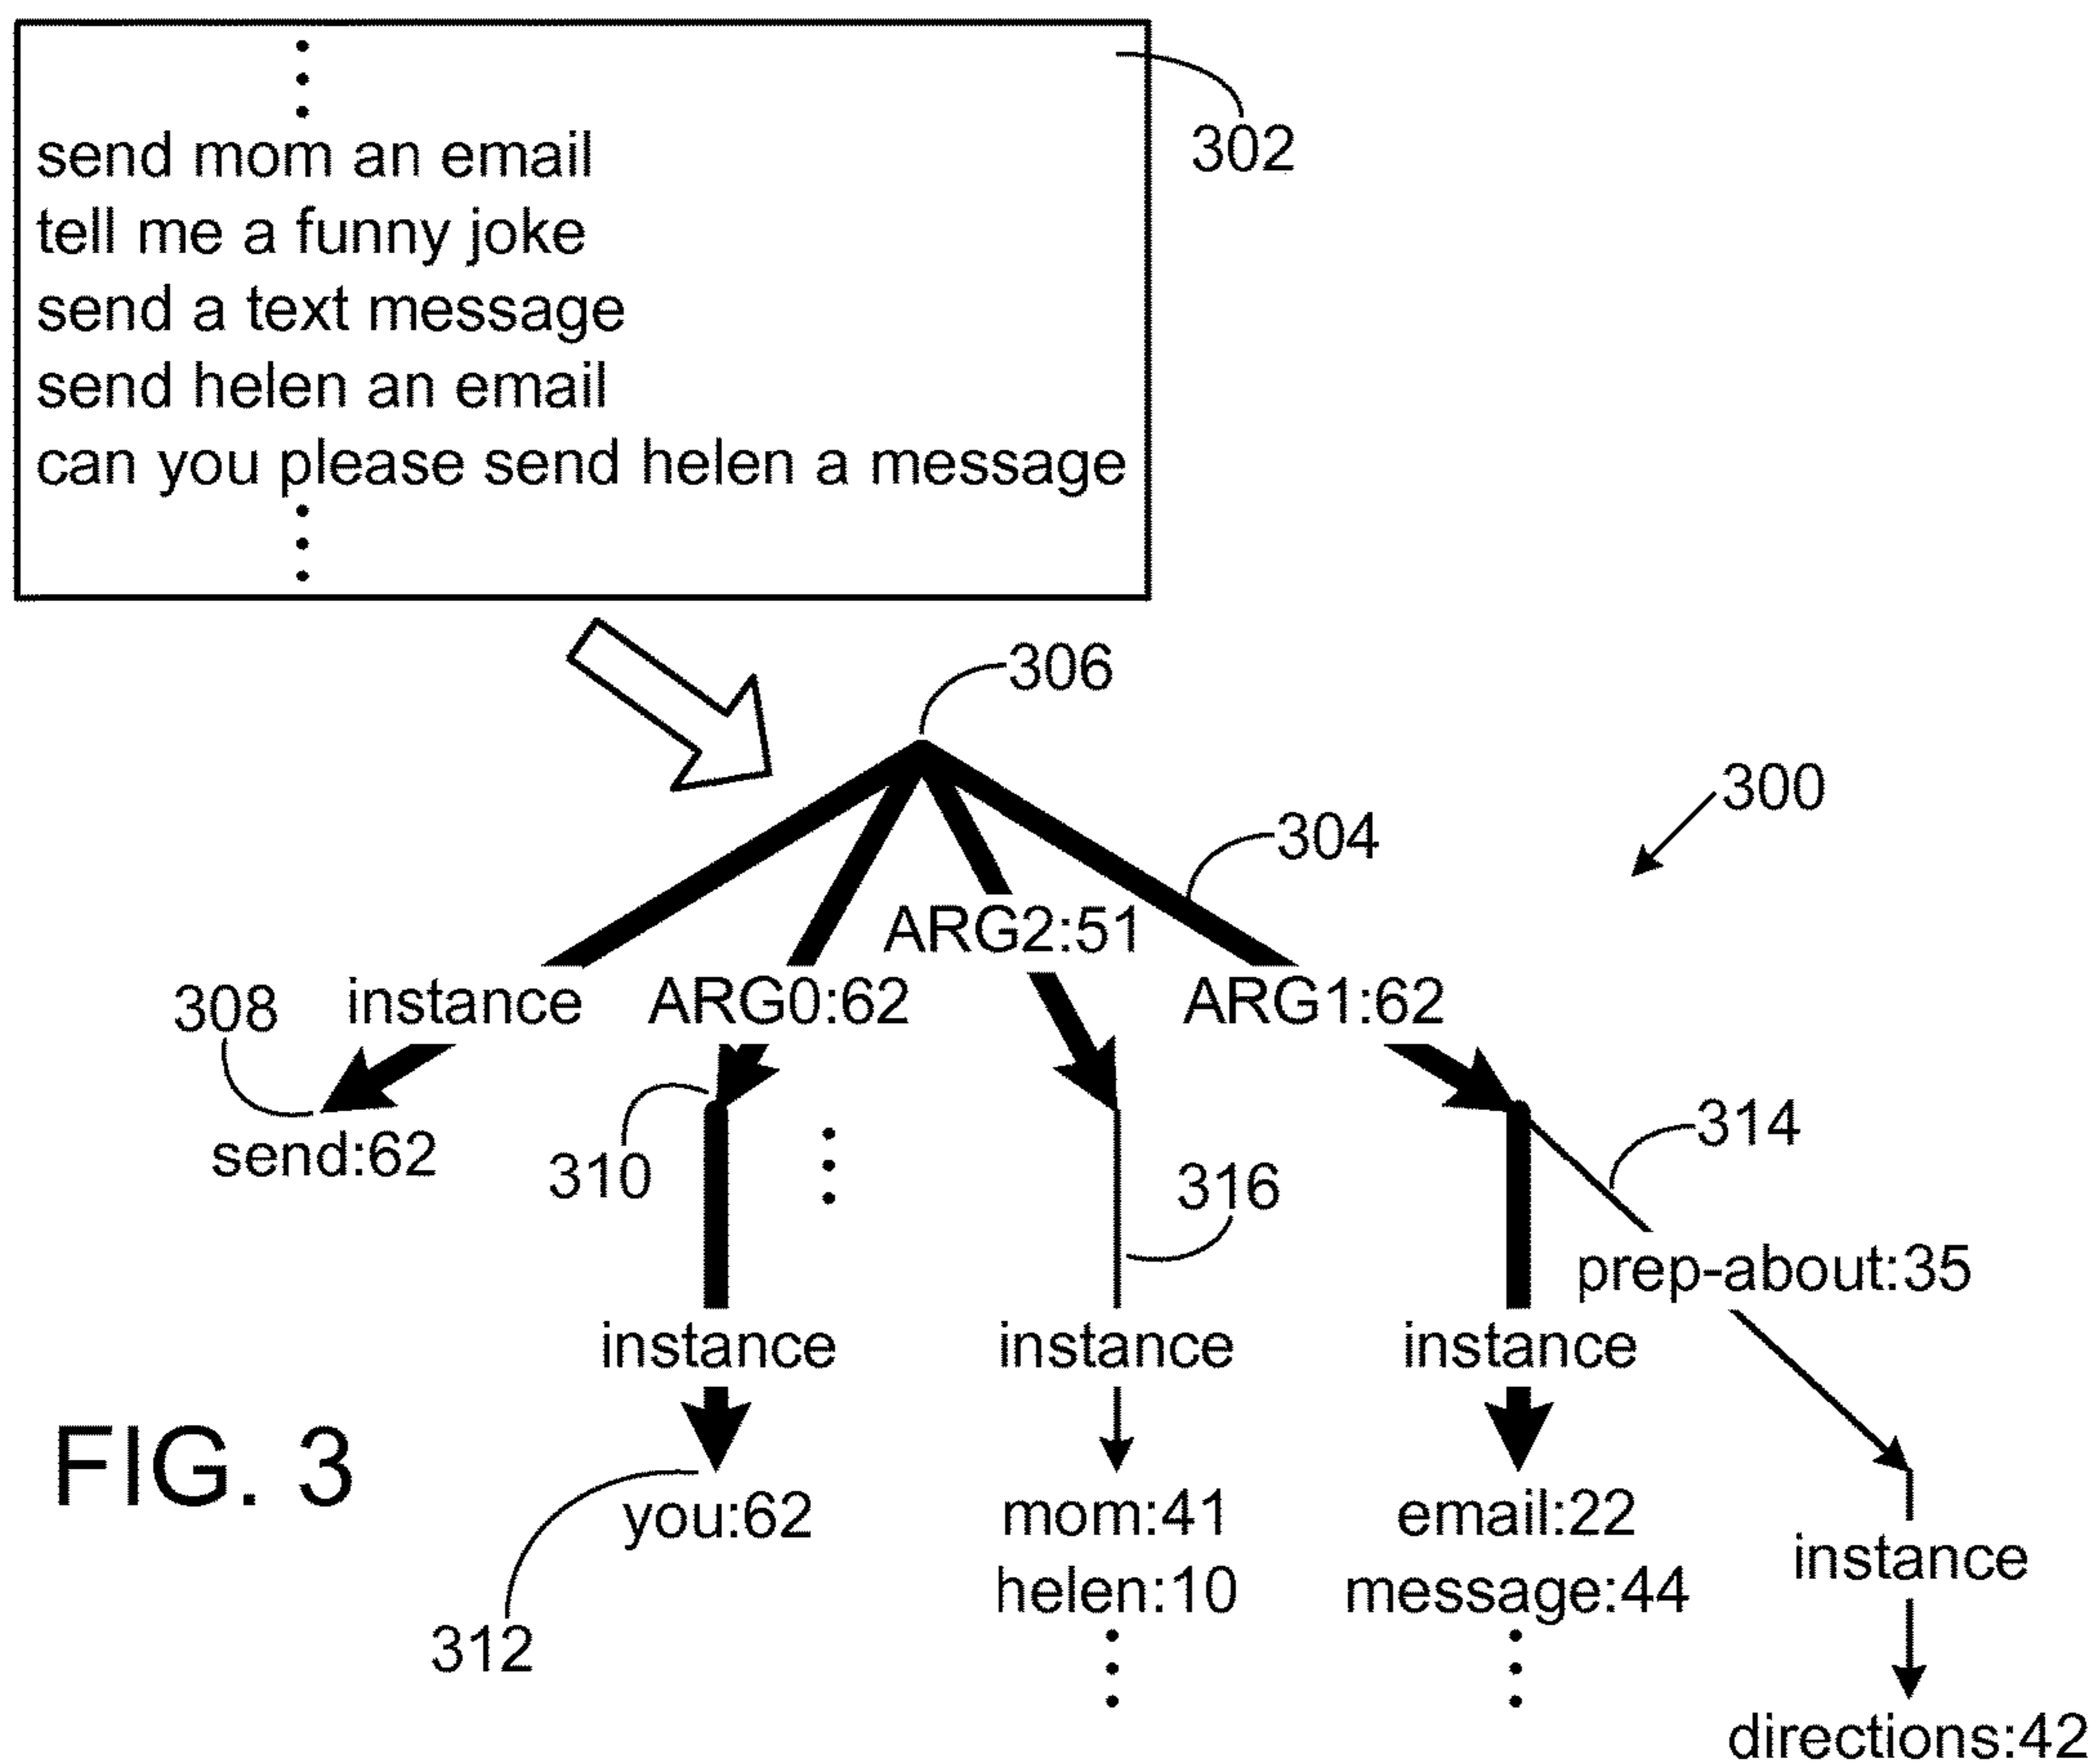 send mom an email
302
tell me a funny joke
send a text message
send helen an email
can you please send helen a message
306
300
304
ARG2:51
308 instance ARG0:62 ARG1:62
314
send:62 310 316
prep-about:35
instance instance instance
FIG. 3
you:62 mom:41 email:22
instance
helen:10 message:44
312
directions:42